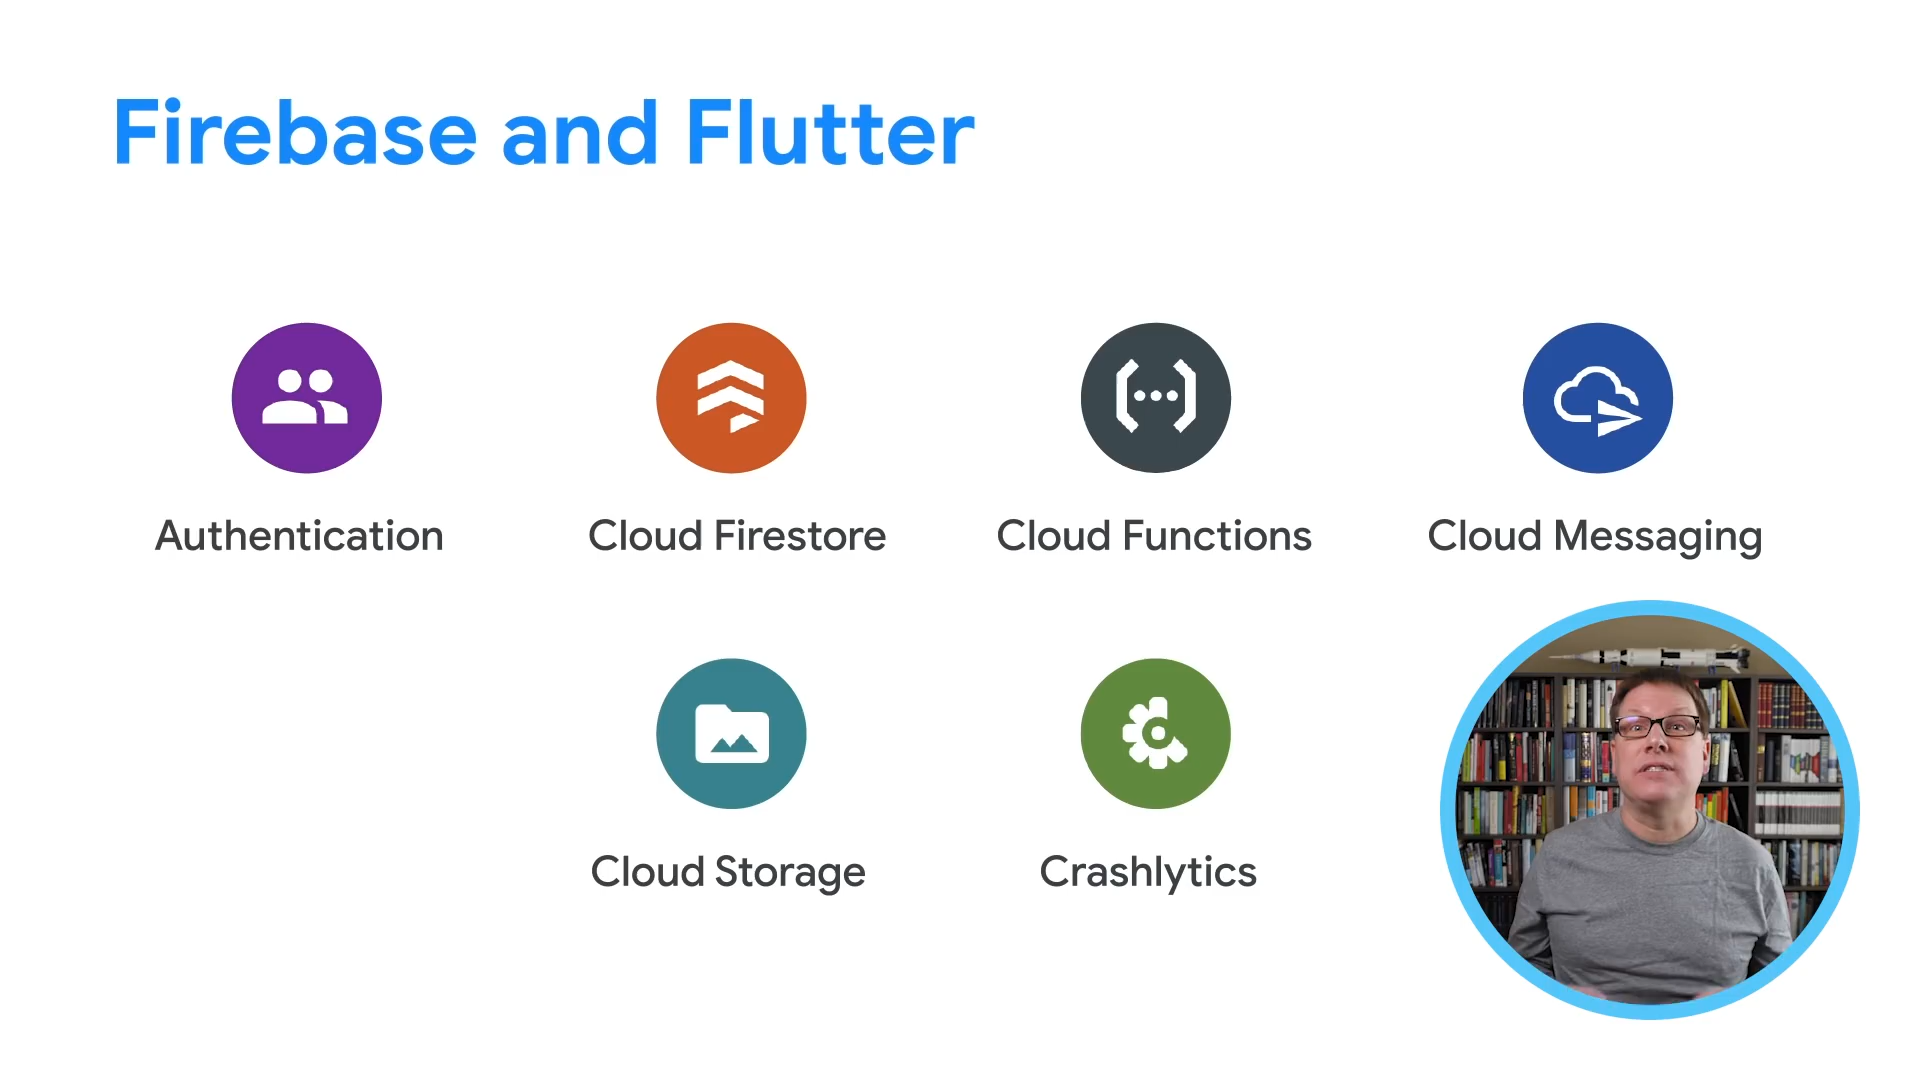 Firebase and Flutter
Authentication
Cloud Firestore
Cloud Functions
Cloud Messaging
Cloud Storage
Crashlytics